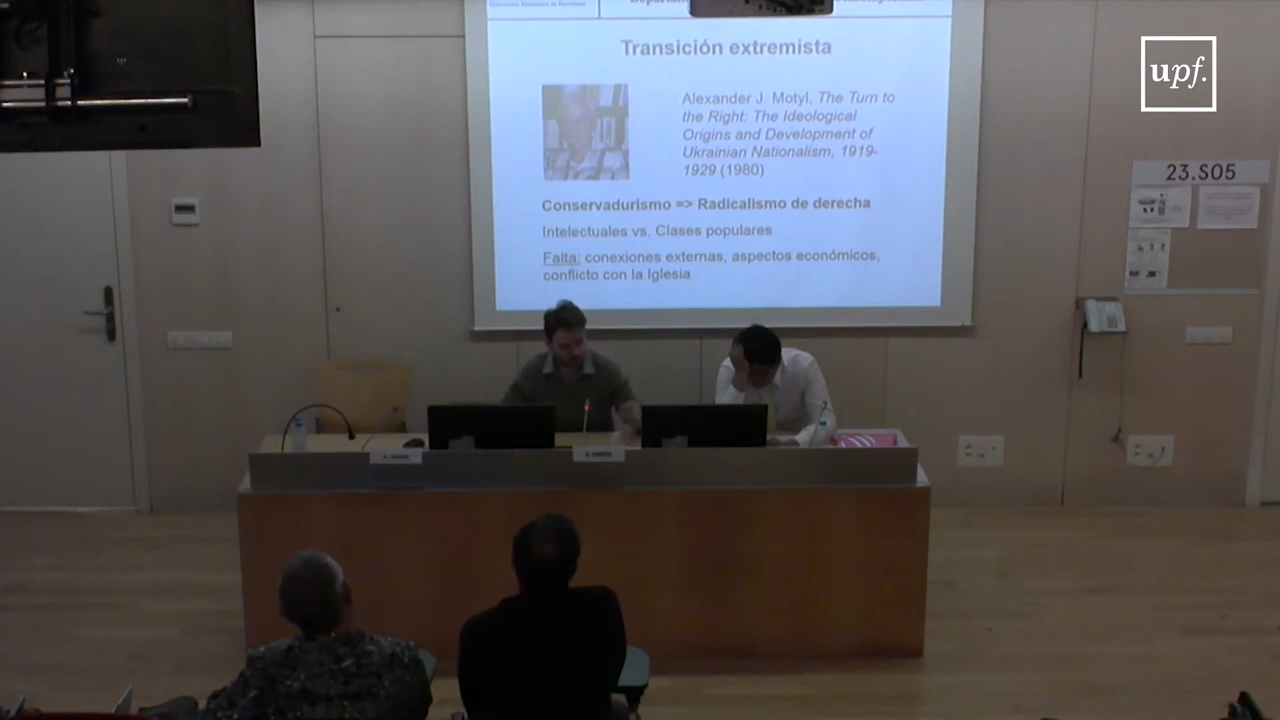 Transición extremista
Alexander J. Motyl, The Turn to
the Right: The Ideological
Origins and Development of
Ukrainian Nationalism, 1919-
1929 (1980)
Conservadurismo => Radicalismo de derecha
Intelectuales vs. Clases populares
Falta: conexiones externas, aspectos económicos,
conflicto con la Iglesia
upf.
23.S05